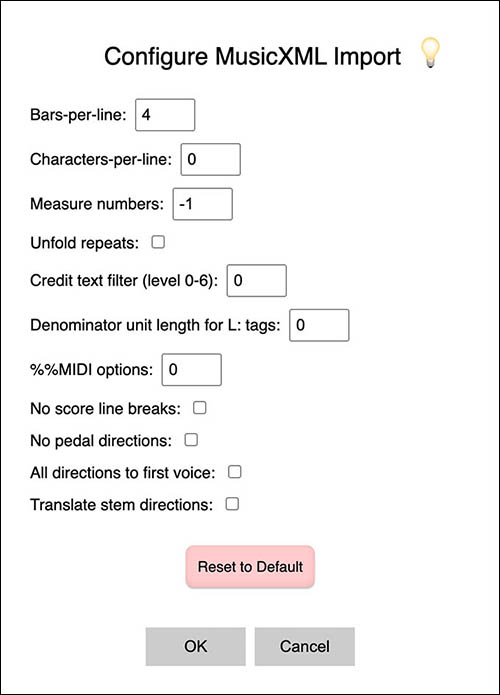 Configure MusicXML Import
Bars-per-line: 4
Characters-per-line: 0
Measure numbers: -1
Unfold repeats:
Credit text filter (level 0-6): 0
Denominator unit length for L: tags: 0
%%MIDI options: 0
No score line breaks:
No pedal directions:
All directions to first voice:
Translate stem directions:
Reset to Default
OK Cancel